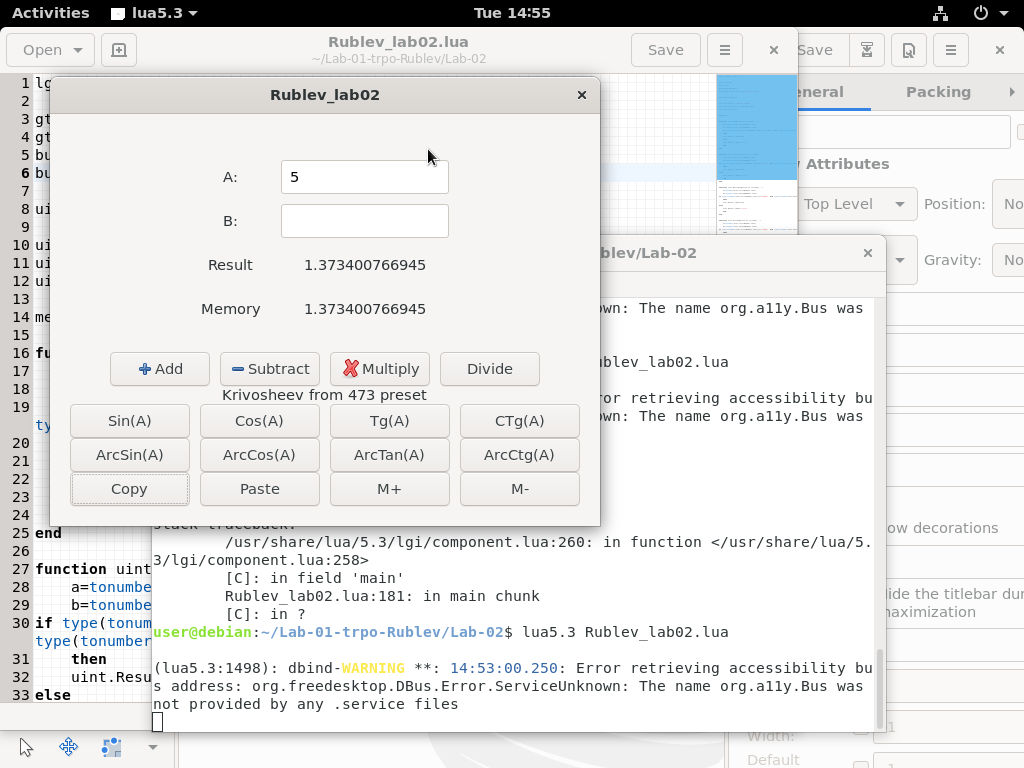 Activities lua5.3 Tue 14:55
Open Rublev_lab02.lua Save Save
~/Lab-01-trpo-Rublev/Lab-02
Rublev_lab02
A: 5
B:
Result 1.373400766945
Memory 1.373400766945
Add Subtract Multiply Divide
Krivosheev from 473 preset
Sin(A) Cos(A) Tg(A) CTg(A)
ArcSin(A) ArcCos(A) ArcTan(A) ArcCtg(A)
Copy Paste M+ M-
1 lg
2
3 gt
4 gt
5 bu
6 bu
7
8 ui
9
10 ui
11 ui
12 ui
13
14 me
15
16 fu
17
18
19
ty
20
21
22
23
24
25 end
26
27 function uint
28 a=tonumbe
29 b=tonumbe
30 if type(tonum
type(tonumber
31 then
32 uint.Resu
33 else
blev/Lab-02
own: The name org.a11y.Bus was
ublev_lab02.lua
ror retrieving accessibility bu
own: The name org.a11y.Bus was
stack traceback:
/usr/share/lua/5.3/lgi/component.lua:260: in function </usr/share/lua/5.
3/lgi/component.lua:258>
[C]: in field 'main'
Rublev_lab02.lua:181: in main chunk
[C]: in ?
user@debian:~/Lab-01-trpo-Rublev/Lab-02$ lua5.3 Rublev_lab02.lua
(lua5.3:1498): dbind-WARNING **: 14:53:00.250: Error retrieving accessibility bu
s address: org.freedesktop.DBus.Error.ServiceUnknown: The name org.a11y.Bus was
not provided by any .service files
eneral Packing
w Attributes
Top Level Position: No
Gravity: No
ow decorations
lide the titlebar dur
maximization
Width: -1
Default